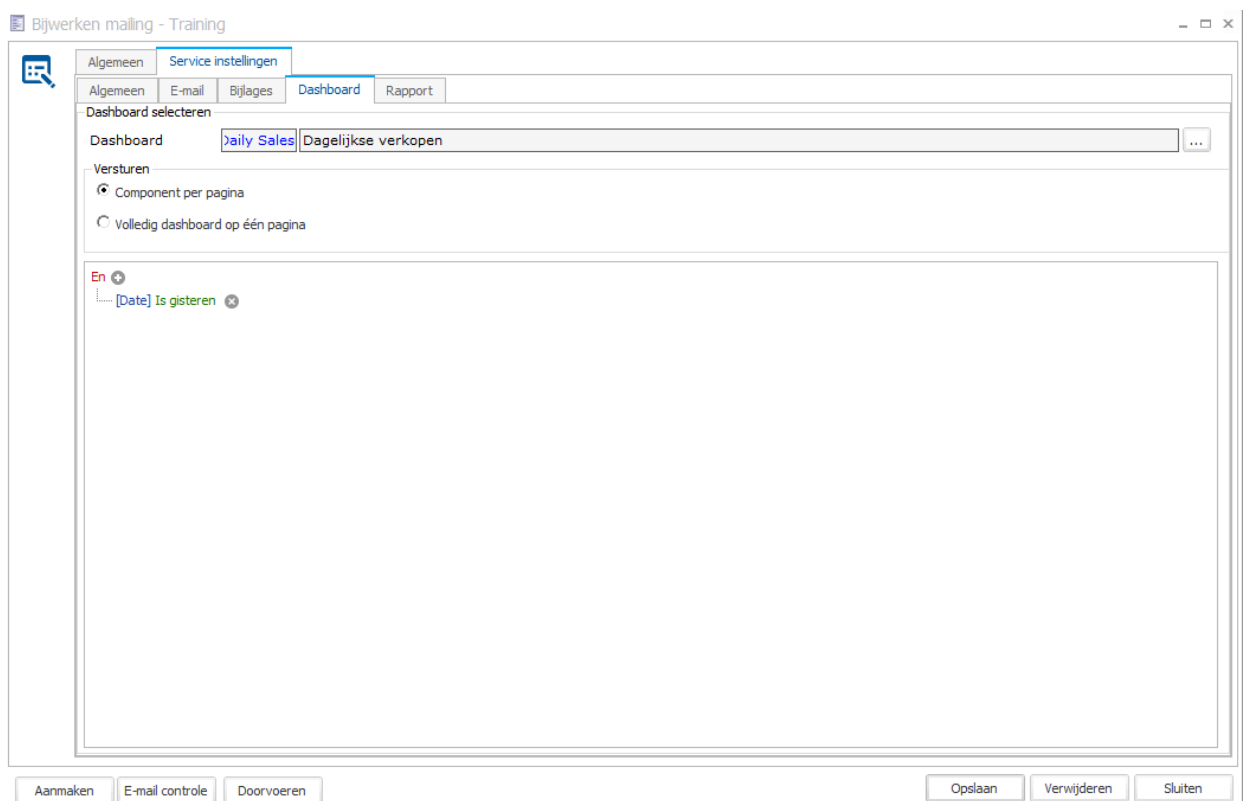 Bijwerken mailing - Training
Algemeen Service instellingen
Algemeen E-mail Bijlages Dashboard Rapport
Dashboard selecteren
Dashboard Daily Sales Dagelijkse verkopen ...
Versturen
Component per pagina
Volledig dashboard op één pagina
En
[Date] Is gisteren
Aanmaken E-mail controle Doorvoeren Opslaan Verwijderen Sluiten